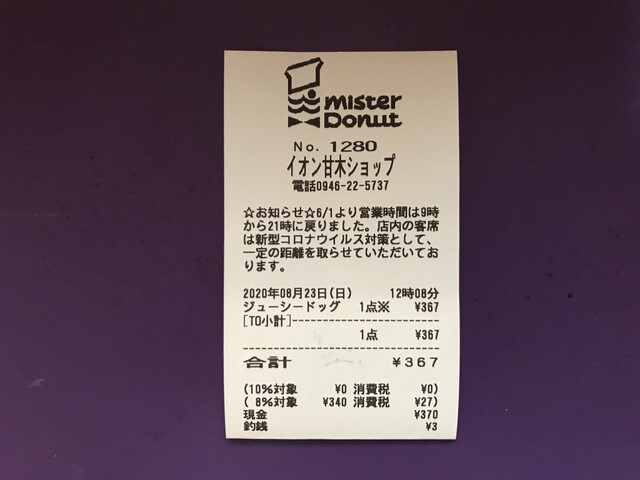 mister
Donut
No. 1280
イオン甘木ショップ
電話0946-22-5737
☆お知らせ☆6/1より営業時間は9時
から21時に戻りました。店内の客席
は新型コロナウイルス対策として、
一定の距離を取らせていただいてお
ります。
2020年08月23日(日) 12時08分
ジューシードッグ 1点※ ¥367
[TO小計]--------------------
1点 ¥367
--------------------
合計 ¥367
(10%対象 ¥0 消費税 ¥0)
( 8%対象 ¥340 消費税 ¥27)
現金 ¥370
釣銭 ¥3